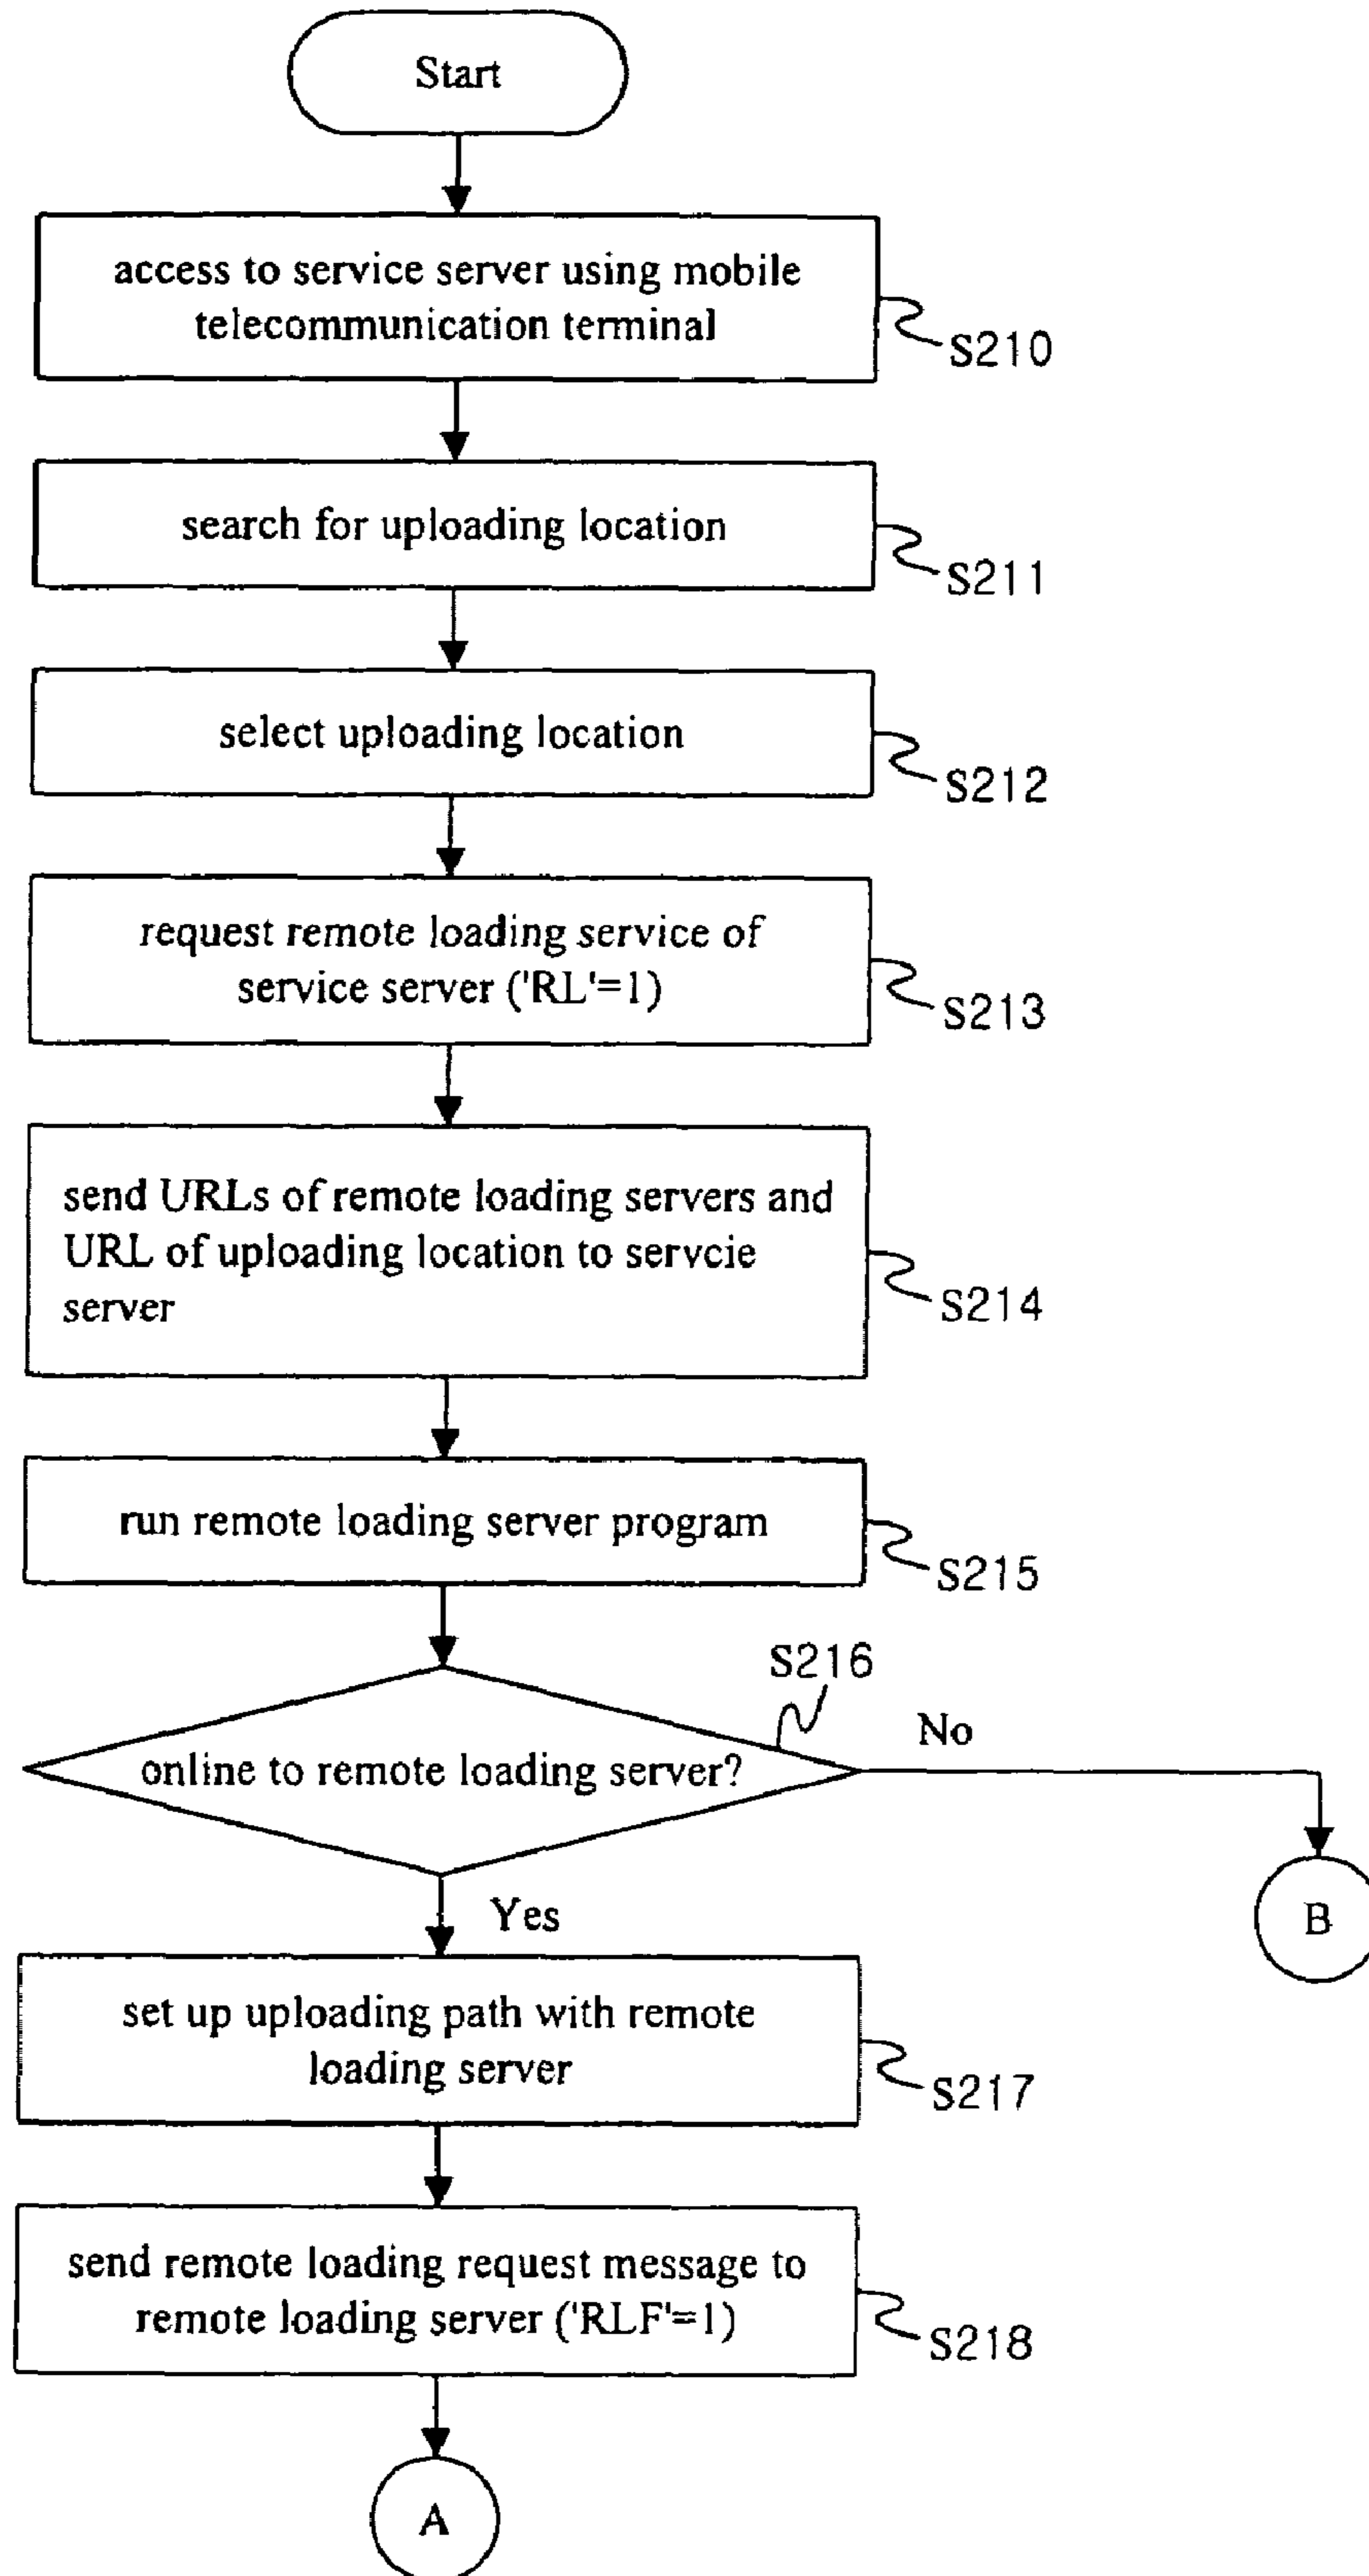 Start
access to service server using mobile
telecommunication terminal
S210
search for uploading location
S211
select uploading location
S212
request remote loading service of
service server ('RL'=1)
S213
send URLs of remote loading servers and
URL of uploading location to servcie
server
S214
run remote loading server program
S215
S216
online to remote loading server?
No
B
Yes
set up uploading path with remote
loading server
S217
send remote loading request message to
remote loading server ('RLF'=1)
S218
A